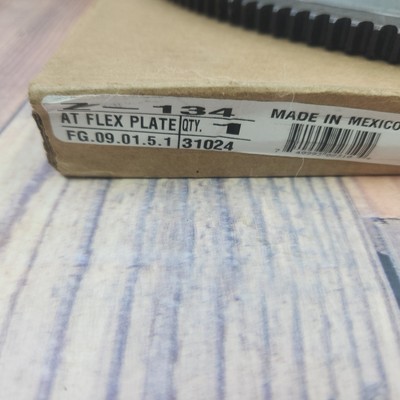 Z-134
AT FLEX PLATE QTY. 1
FG.09.01.5.1 31024
MADE IN MEXICO